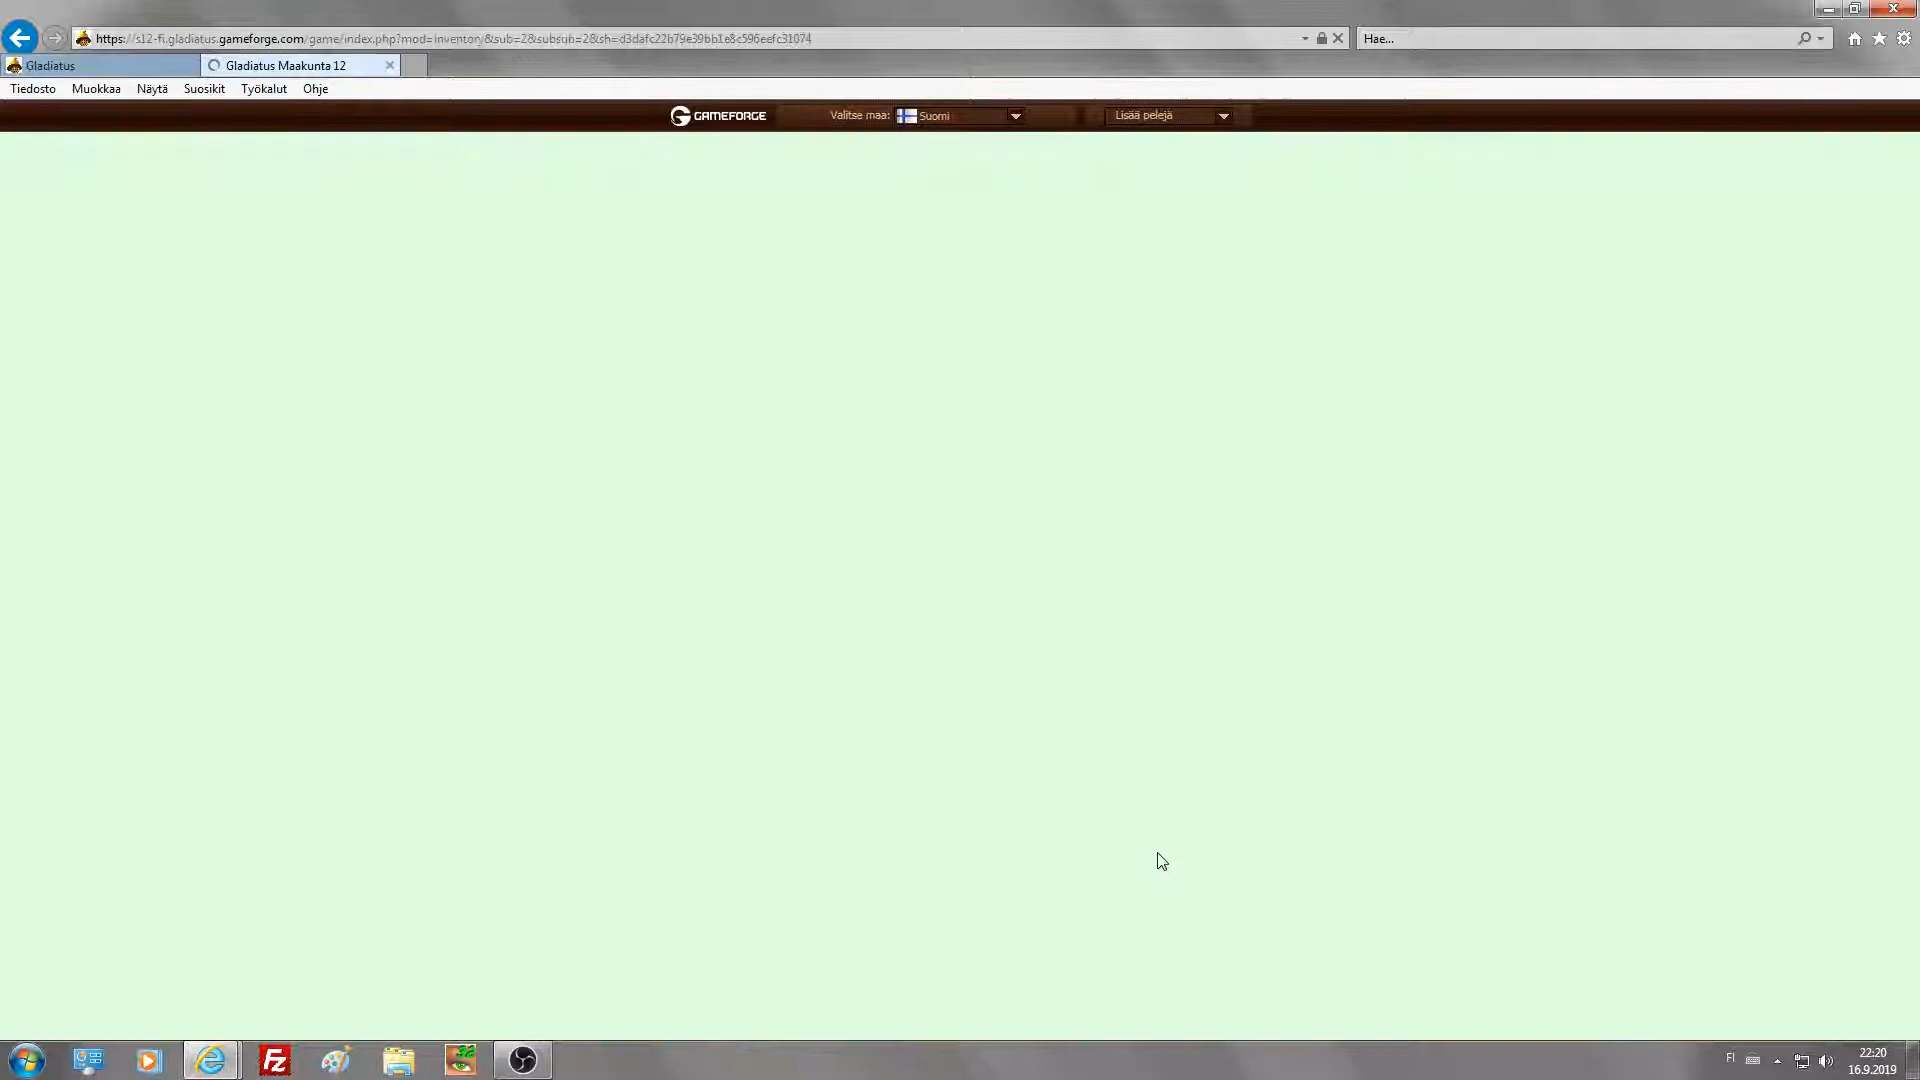 https://s12-fi.gladiatus.gameforge.com/game/index.php?mod=inventory&sub=2&subsub=2&sh=d3dafc22b79e39bb1e8c596eefc31074
Hae...
Gladiatus
Gladiatus Maakunta 12
Tiedosto Muokkaa Näytä Suosikit Työkalut Ohje
GAMEFORGE Valitse maa: Suomi Lisää pelejä
FI
22:20
16.9.2019